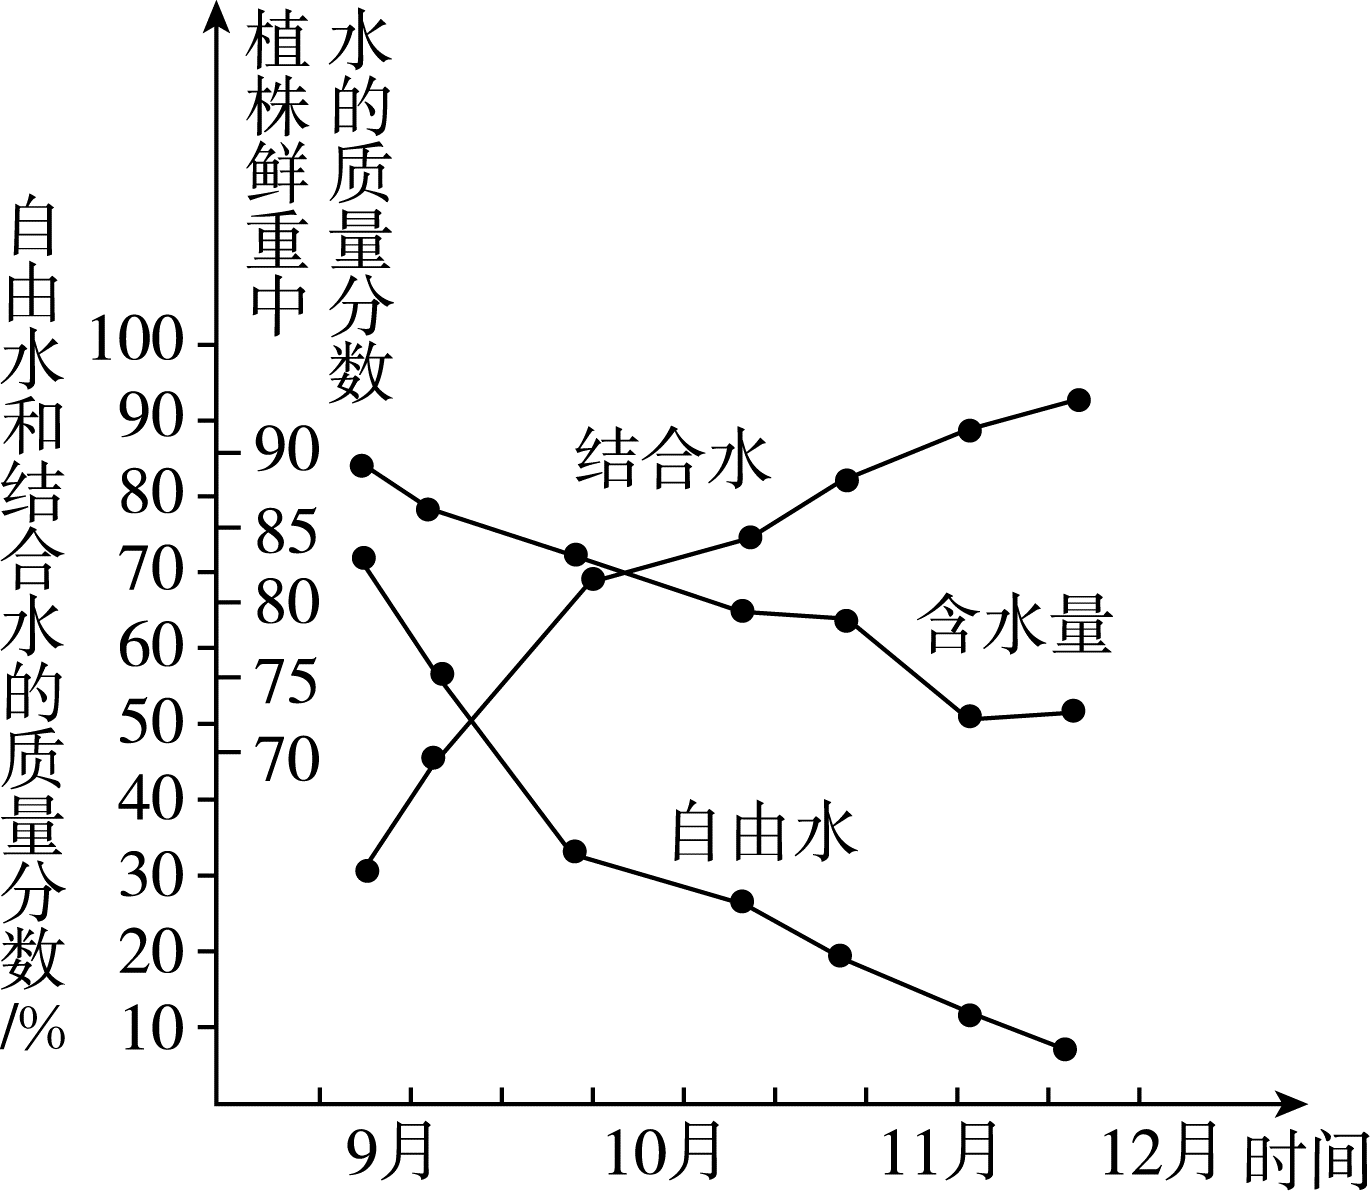 自由水和结合水的质量分数/%
植株鲜重中
水的质量分数
100
90
80
70
60
50
40
30
20
10
90
85
80
75
70
结合水
含水量
自由水
9月
10月
11月
12月
时间